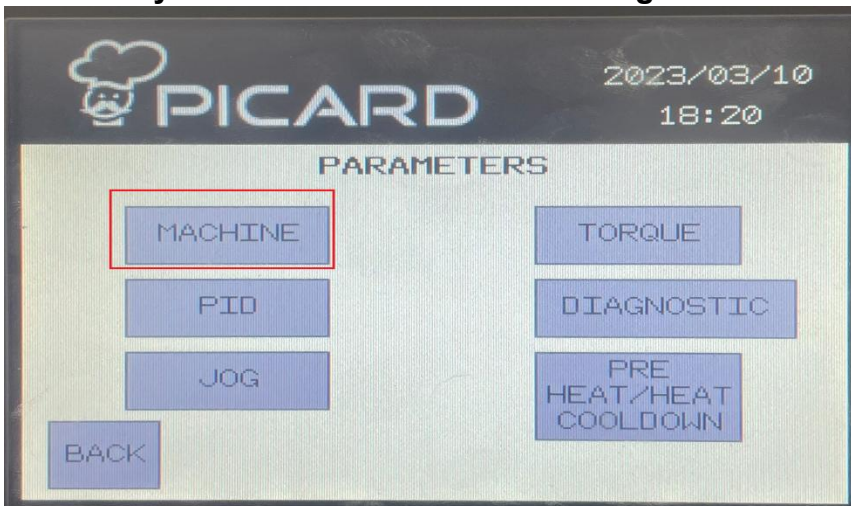 PICARD
2023/03/10
18:20
PARAMETERS
MACHINE
TORQUE
PID
DIAGNOSTIC
JOG
PRE
HEAT/HEAT
COOLDOWN
BACK